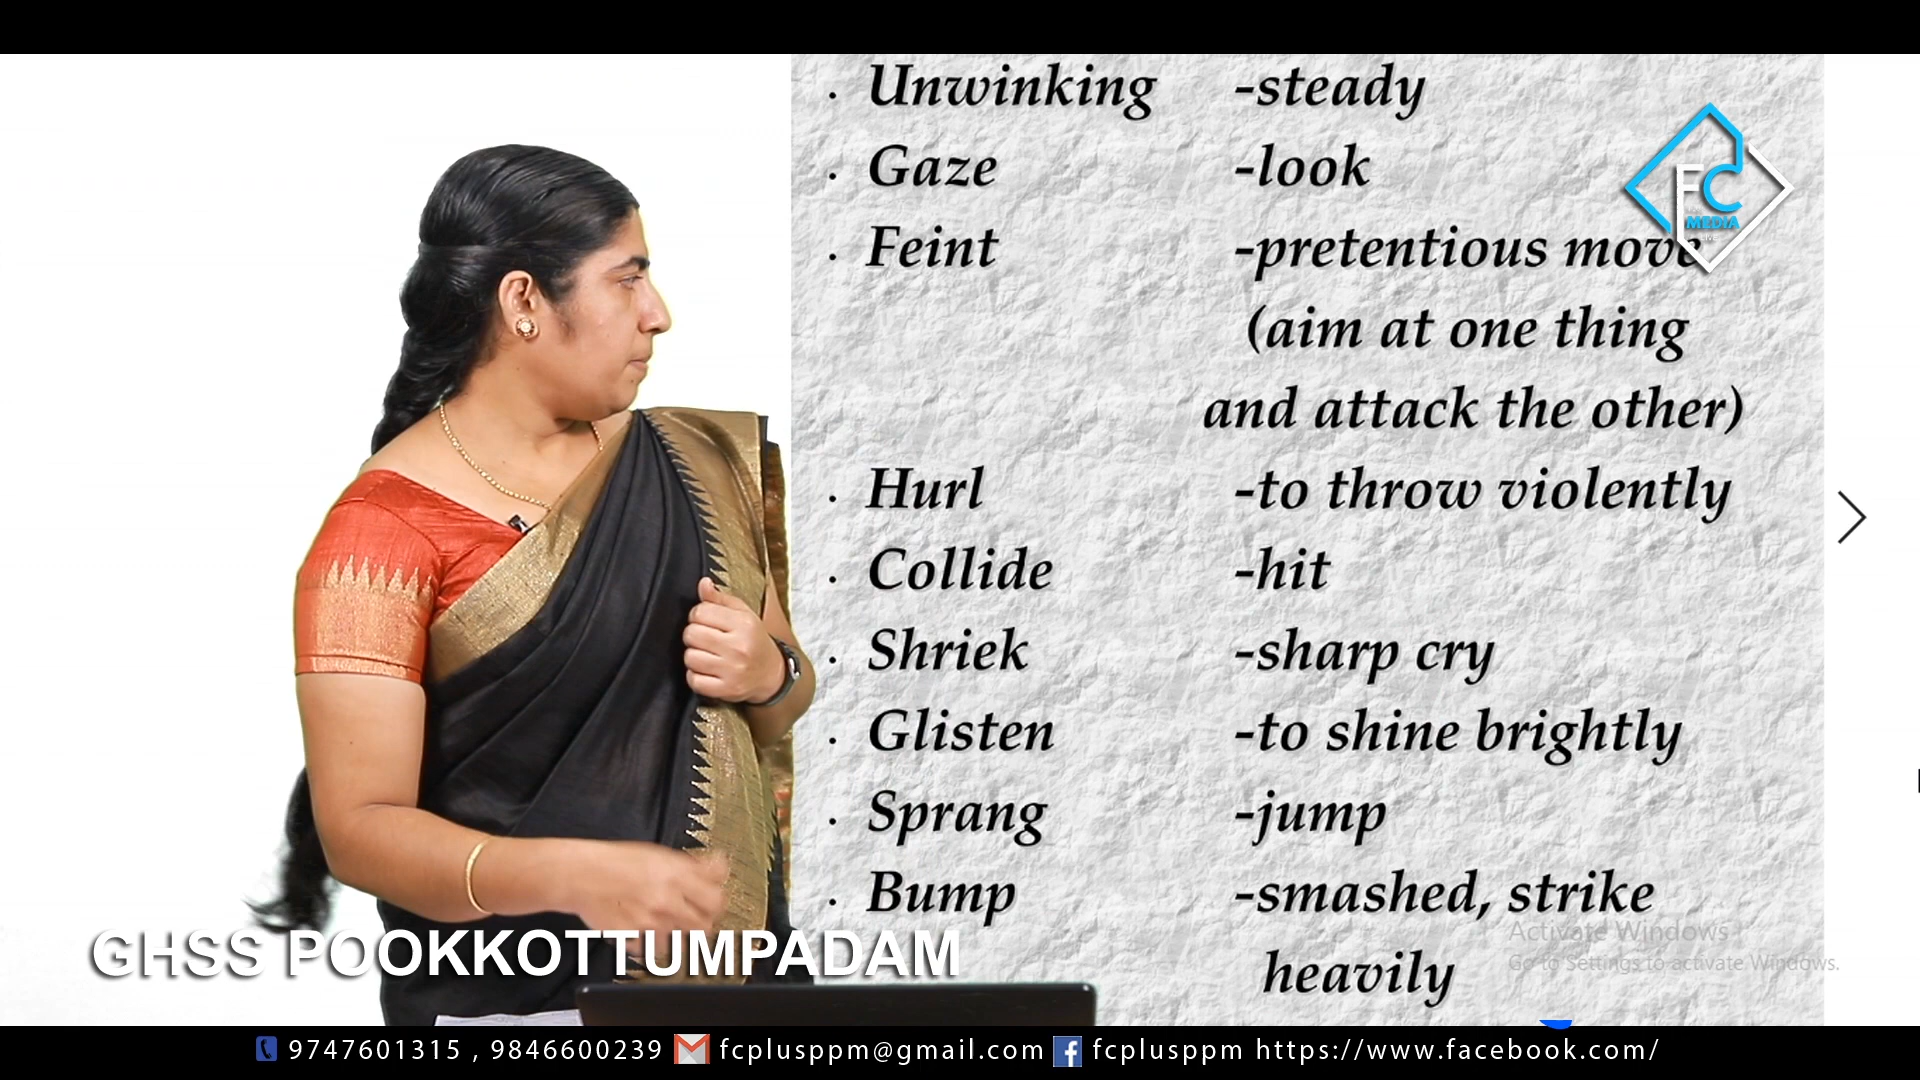 · Unwinking -steady
· Gaze -look
· Feint -pretentious move
(aim at one thing
and attack the other)
· Hurl -to throw violently
· Collide -hit
· Shriek -sharp cry
· Glisten -to shine brightly
· Sprang -jump
· Bump -smashed, strike
heavily
FC
MEDIA
Live
Activate Windows
Go to Settings to activate Windows.
GHSS POOKKOTTUMPADAM
9747601315 , 9846600239 fcplusppm@gmail.com fcplusppm https://www.facebook.com/